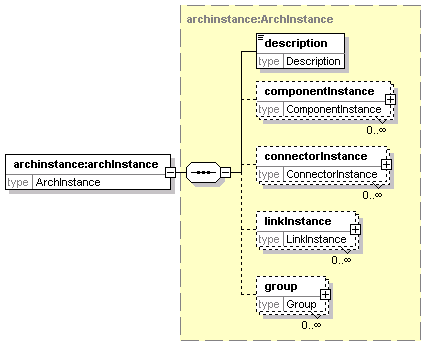 archinstance:ArchInstance
description
type Description
componentInstance
type ComponentInstance
0..∞
archinstance:archInstance
type ArchInstance
connectorInstance
type ConnectorInstance
0..∞
linkInstance
type LinkInstance
0..∞
group
type Group
0..∞